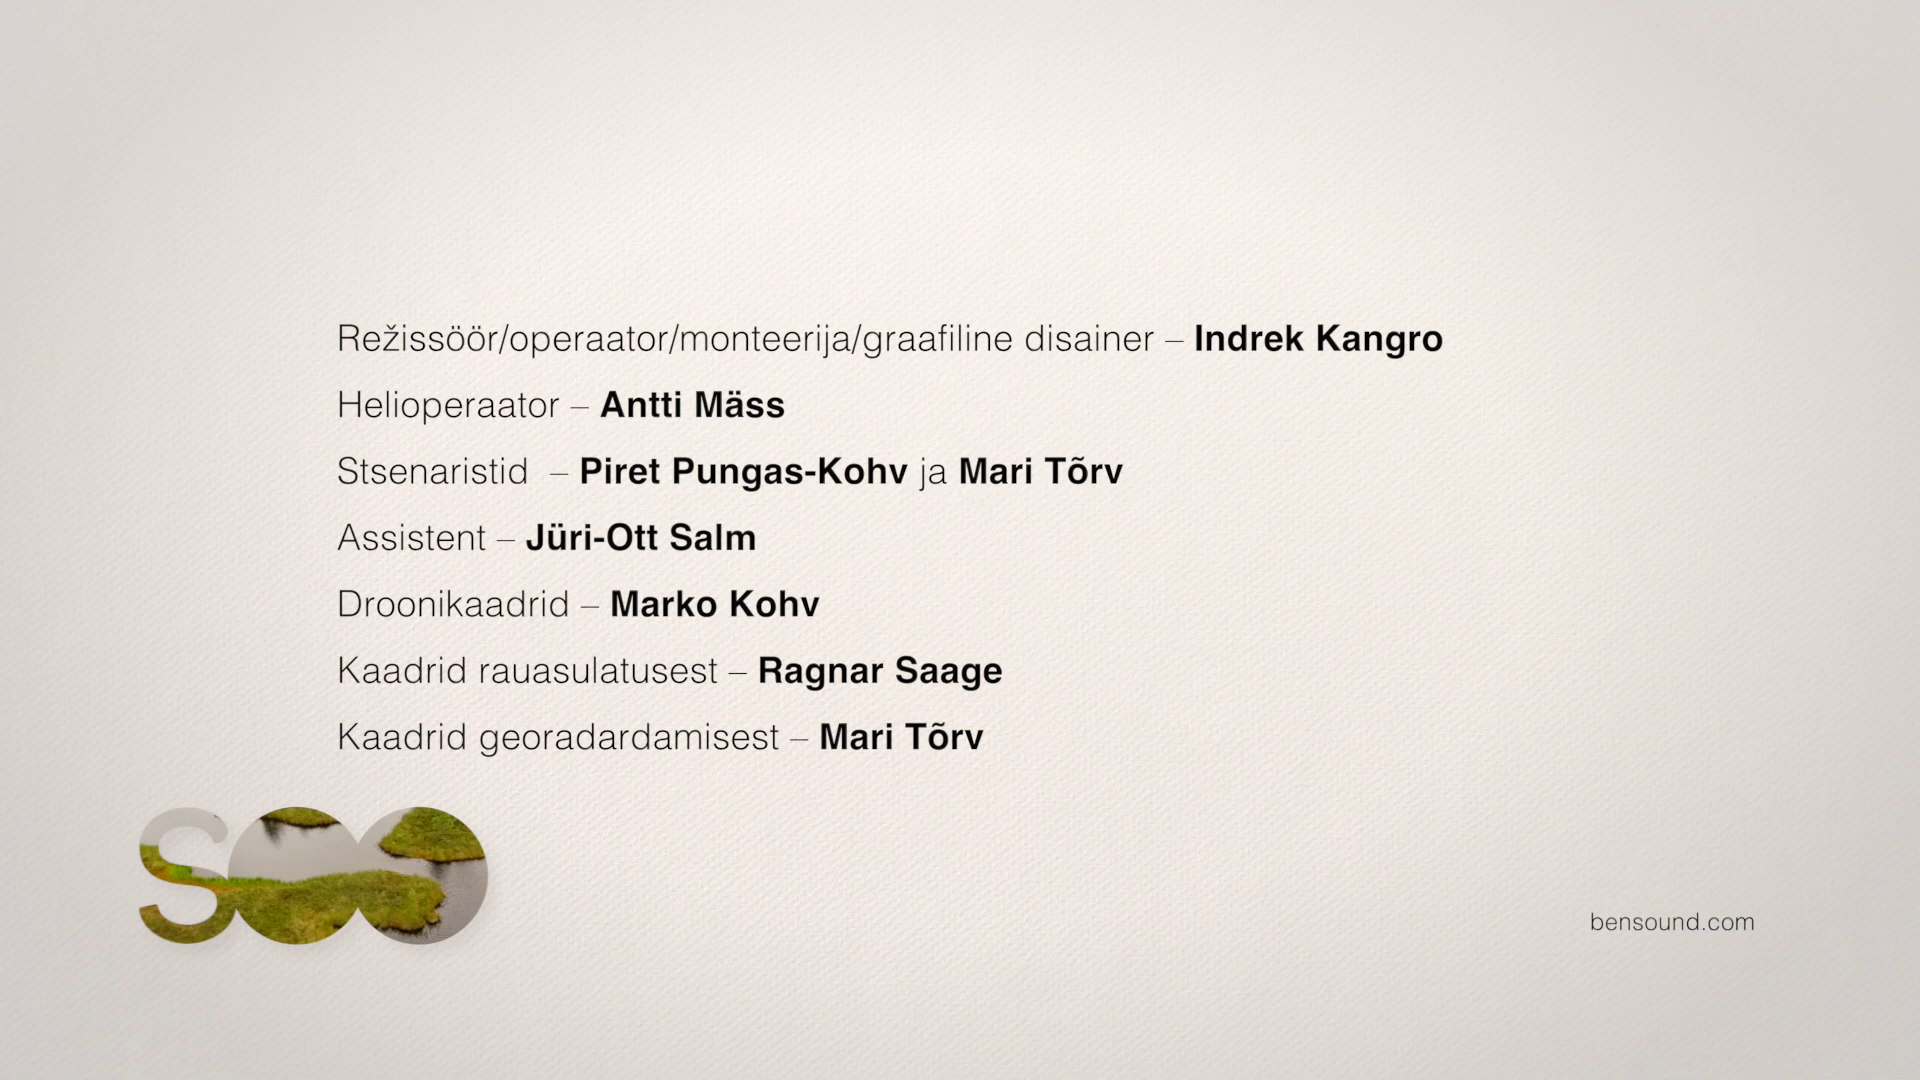 Režissöör/operaator/monteerija/graafiline disainer – Indrek Kangro
Helioperaator – Antti Mäss
Stsenaristid – Piret Pungas-Kohv ja Mari Tõrv
Assistent – Jüri-Ott Salm
Droonikaadrid – Marko Kohv
Kaadrid rauasulatusest – Ragnar Saage
Kaadrid georadardamisest – Mari Tõrv
soo
bensound.com